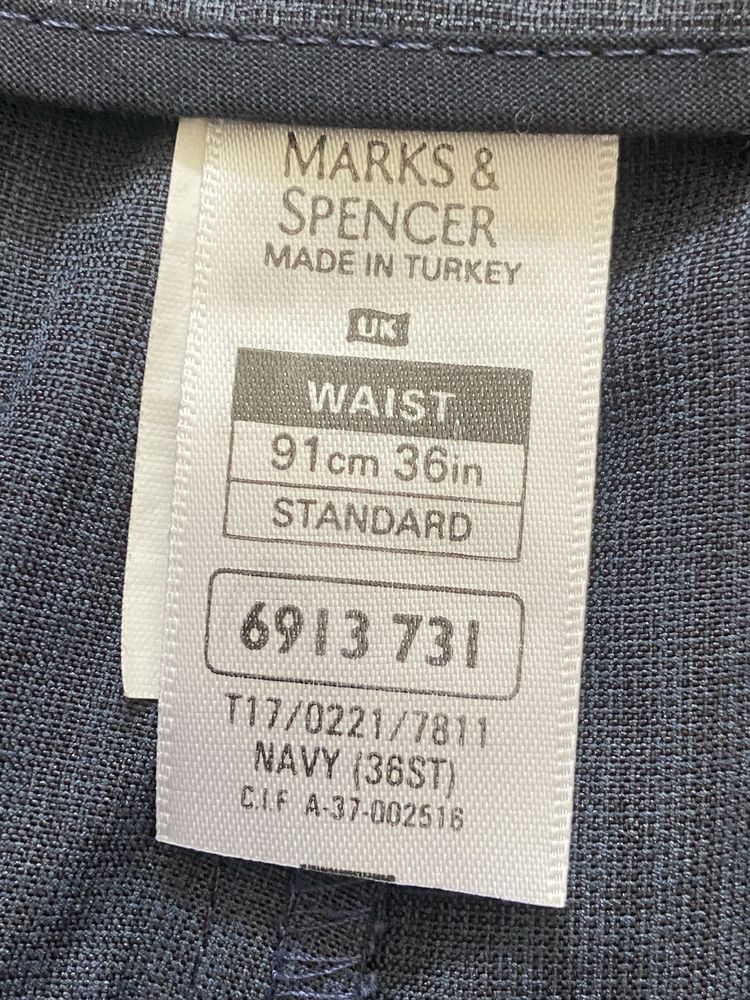 MARKS &
SPENCER
MADE IN TURKEY
UK
WAIST
91cm 36in
STANDARD
6913 731
T17/0221/7811
NAVY (36ST)
C.I.F A-37-002516